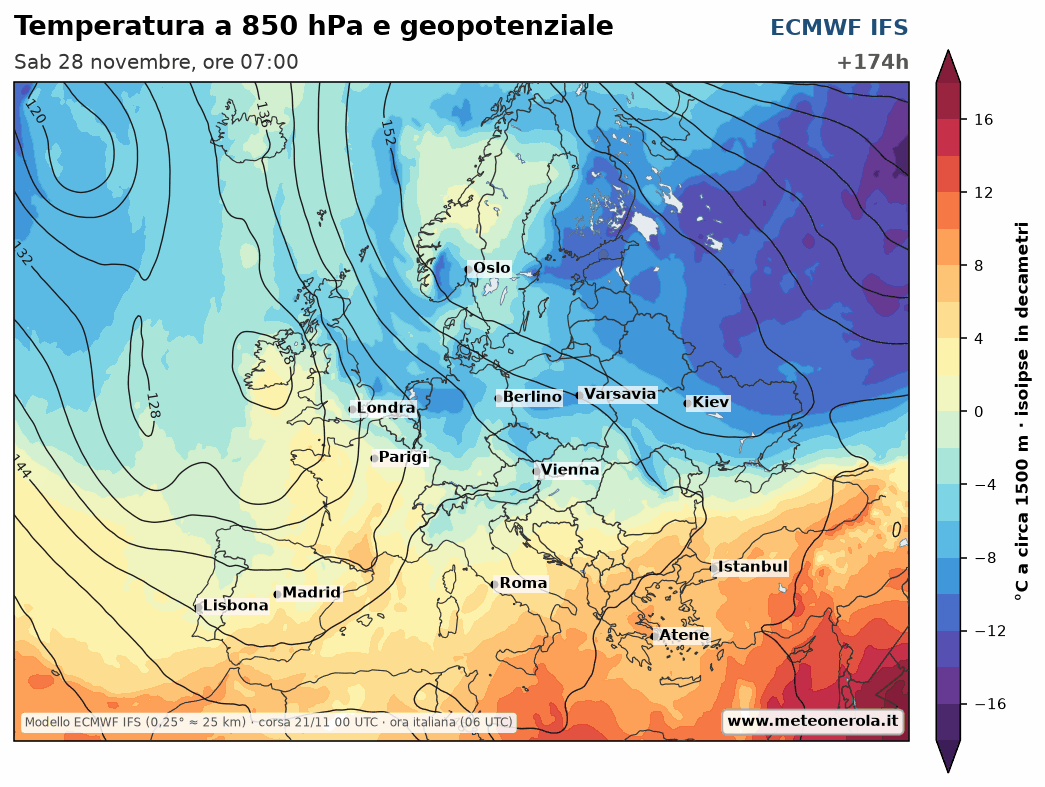 Temperatura a 850 hPa e geopotenziale
ECMWF IFS
Sab 28 novembre, ore 07:00
+174h
120
136
152
132
128
128
144
Oslo
Londra
Berlino
Varsavia
Kiev
Parigi
Vienna
Istanbul
Roma
Madrid
Lisbona
Atene
Modello ECMWF IFS (0,25° ≈ 25 km) · corsa 21/11 00 UTC · ora italiana (06 UTC)
www.meteonerola.it
16
12
8
4
0
−4
−8
−12
−16
°C a circa 1500 m · isoipse in decametri